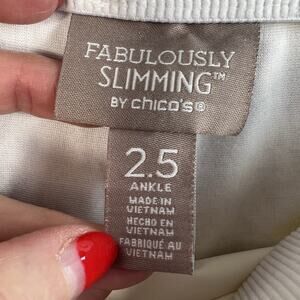 FABULOUSLY
SLIMMING™
BY chico's®
2.5
ANKLE
MADE IN
VIETNAM
HECHO EN
VIETNAM
FABRIQUÉ AU
VIETNAM